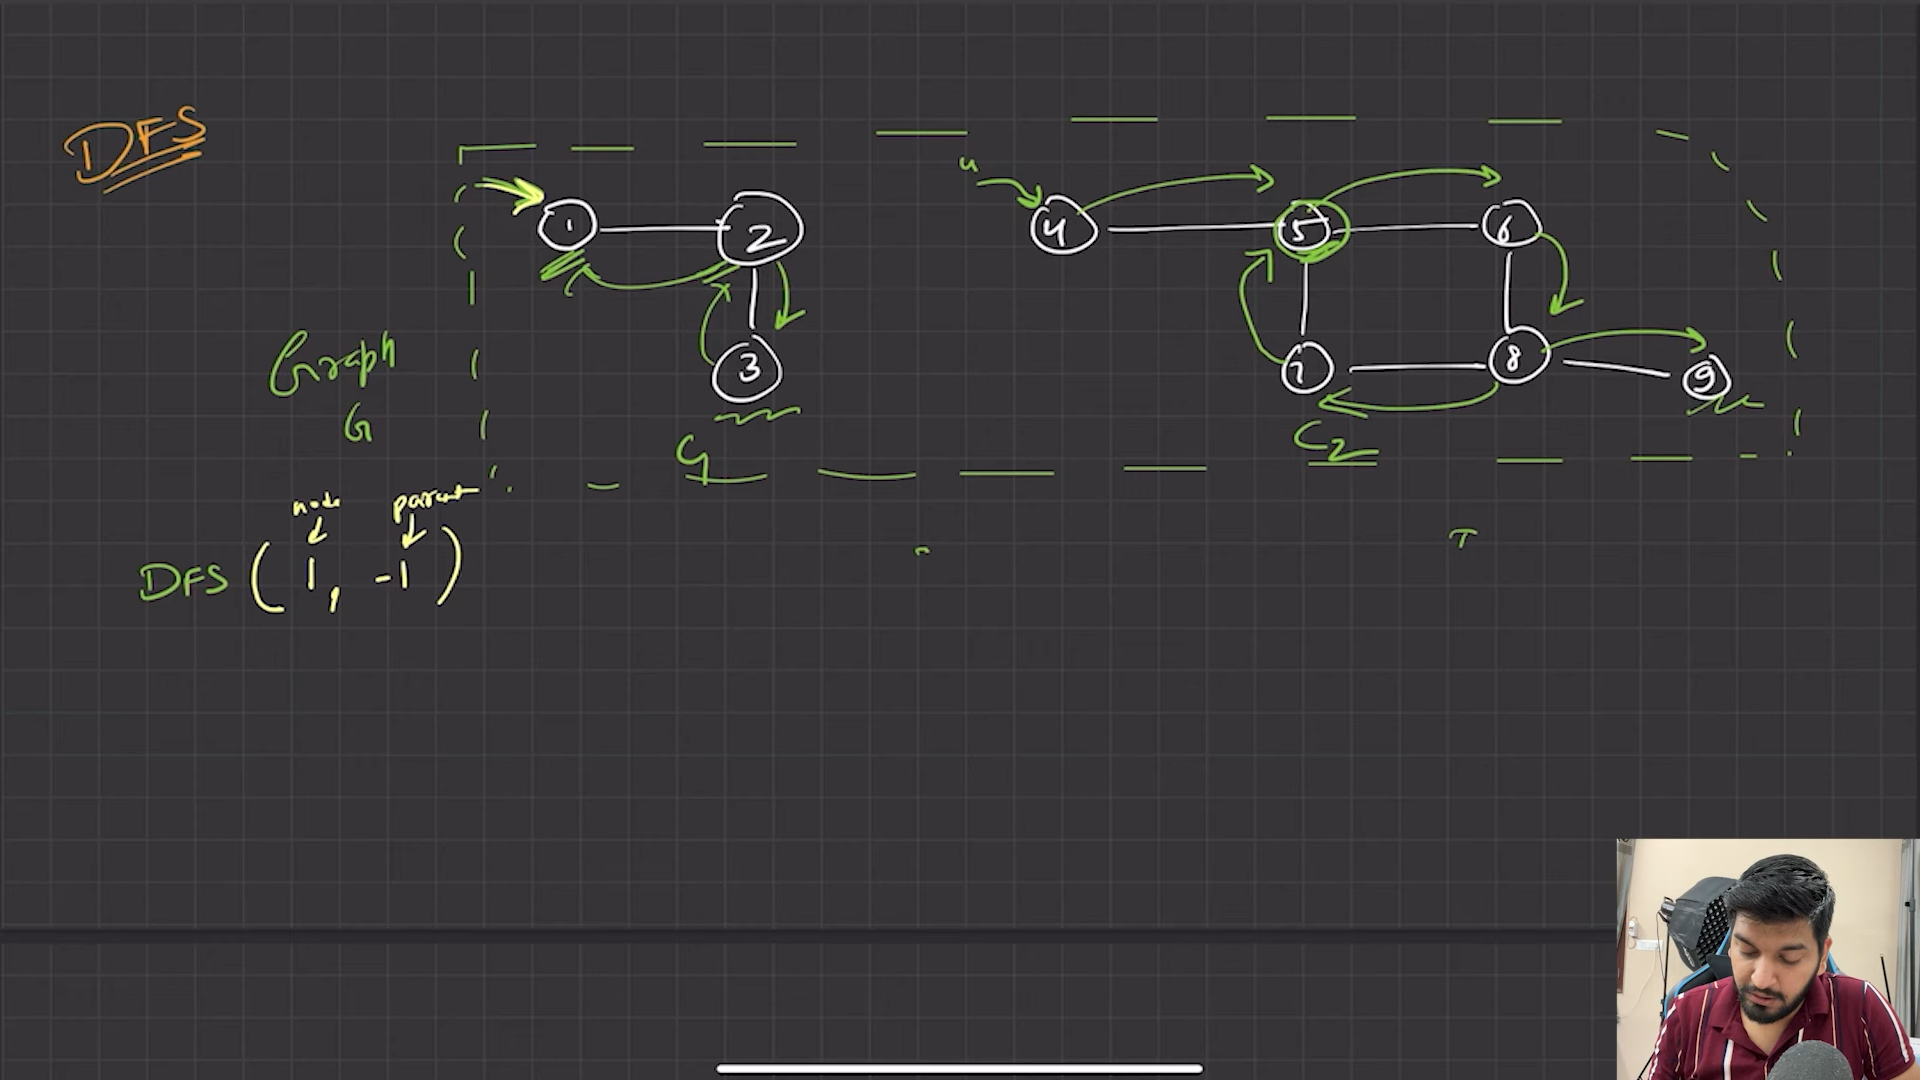 DFS
u
1 2 4 5 6
3 7 8 9
Graph
G
C1 C2
node parent
DFS ( 1 , -1 )